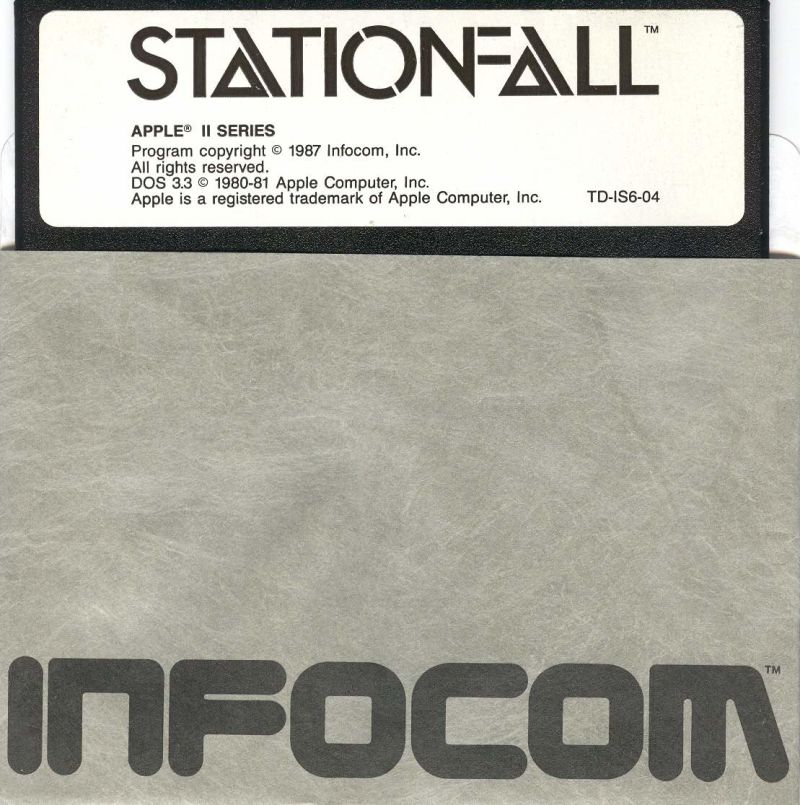 STATIONFALL™
APPLE® II SERIES
Program copyright © 1987 Infocom, Inc.
All rights reserved.
DOS 3.3 © 1980-81 Apple Computer, Inc.
Apple is a registered trademark of Apple Computer, Inc. TD-IS6-04
INFOCOM™